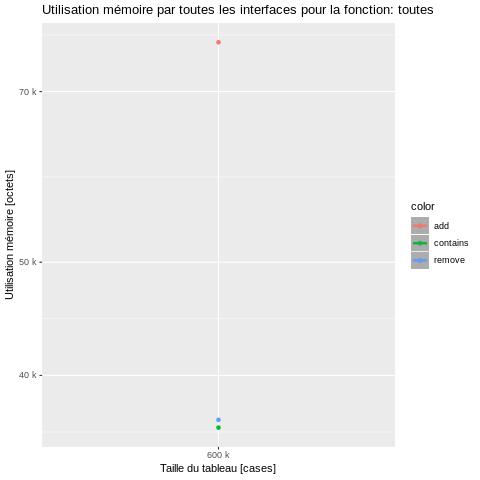 Utilisation mémoire par toutes les interfaces pour la fonction: toutes
70 k
50 k
40 k
Utilisation mémoire [octets]
600 k
Taille du tableau [cases]
color
add
contains
remove